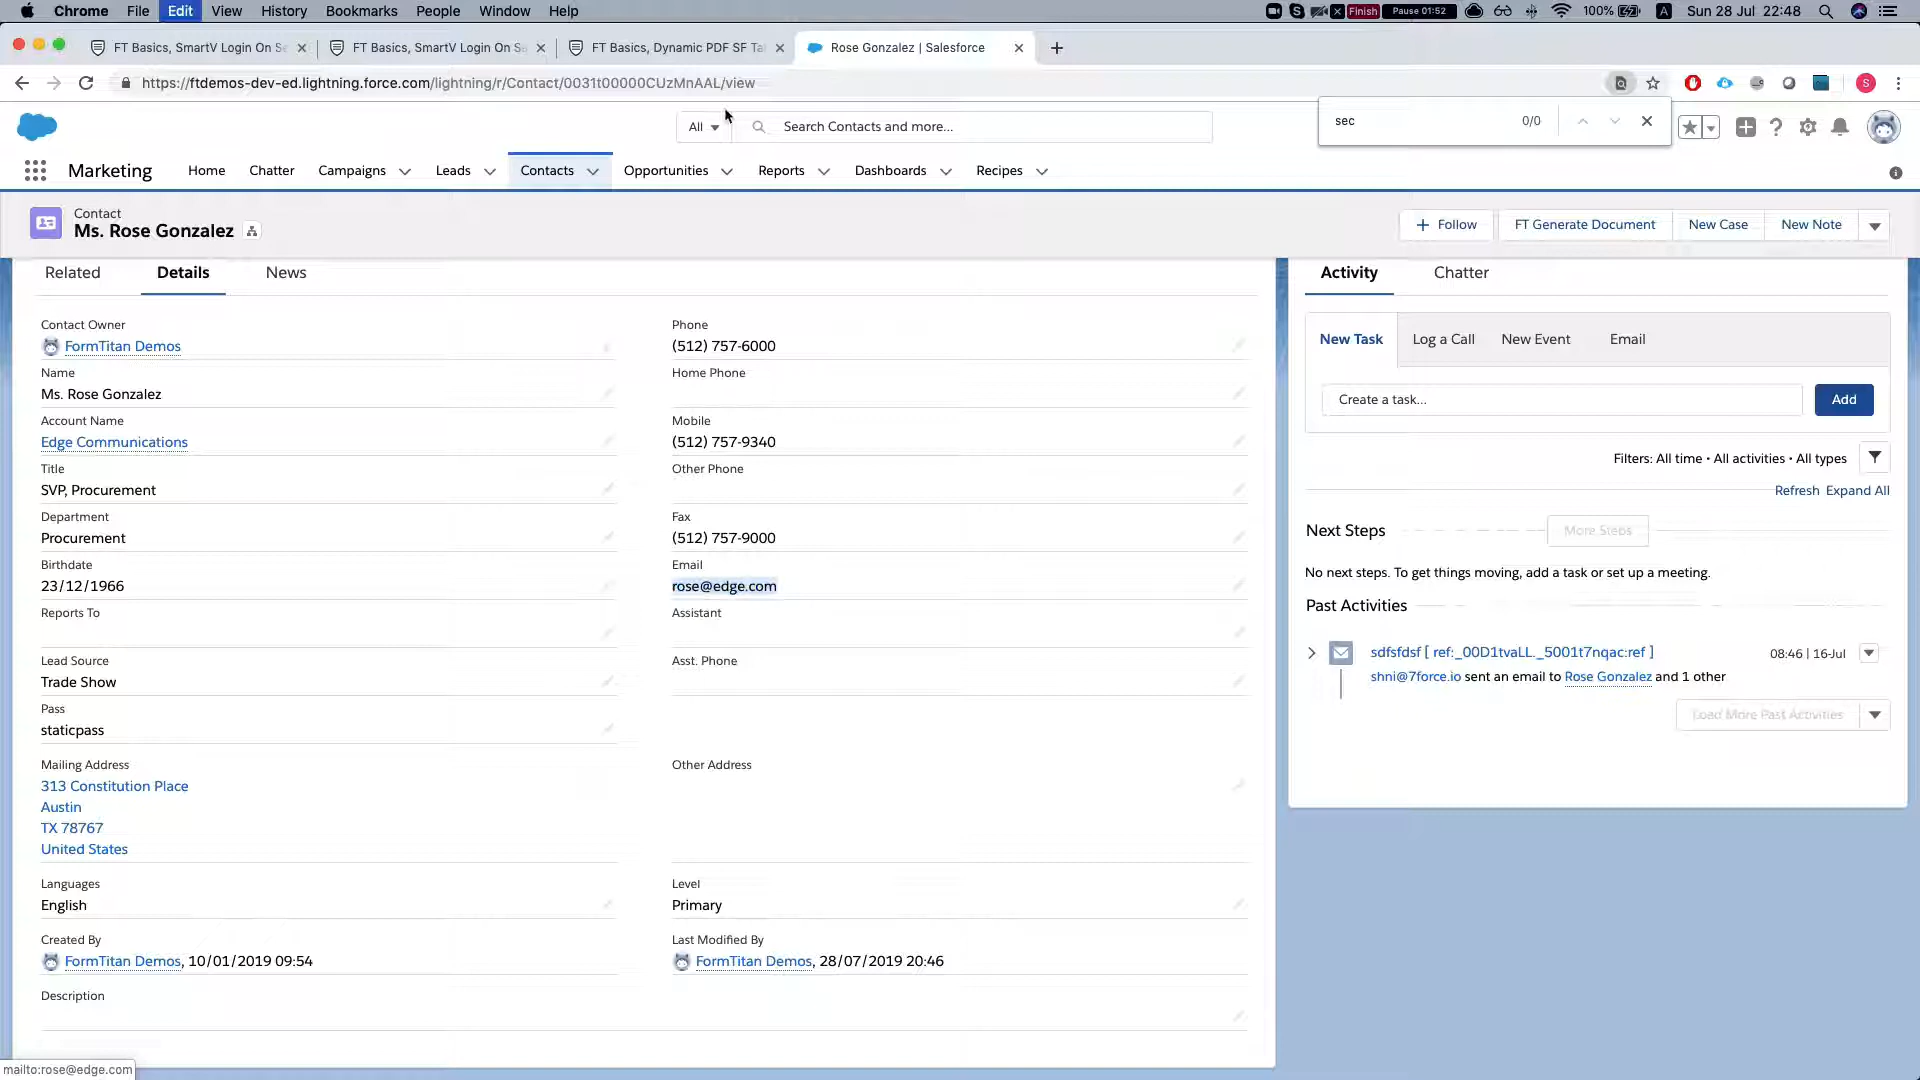 Chrome File Edit View History Bookmarks People Window Help Finish Pause 01:52 100% A Sun 28 Jul 22:48
FT Basics, SmartV Login On Se FT Basics, SmartV Login On Se FT Basics, Dynamic PDF SF Ta Rose Gonzalez | Salesforce
https://ftdemos-dev-ed.lightning.force.com/lightning/r/Contact/0031t00000CUzMnAAL/view S
All Search Contacts and more... sec 0/0
Marketing Home Chatter Campaigns Leads Contacts Opportunities Reports Dashboards Recipes
Contact
Ms. Rose Gonzalez
Follow FT Generate Document New Case New Note
Related Details News
Contact Owner
FormTitan Demos
Name
Ms. Rose Gonzalez
Account Name
Edge Communications
Title
SVP, Procurement
Department
Procurement
Birthdate
23/12/1966
Reports To
Lead Source
Trade Show
Pass
staticpass
Mailing Address
313 Constitution Place
Austin
TX 78767
United States
Languages
English
Created By
FormTitan Demos, 10/01/2019 09:54
Description
Phone
(512) 757-6000
Home Phone
Mobile
(512) 757-9340
Other Phone
Fax
(512) 757-9000
Email
rose@edge.com
Assistant
Asst. Phone
Other Address
Level
Primary
Last Modified By
FormTitan Demos, 28/07/2019 20:46
Activity Chatter
New Task Log a Call New Event Email
Create a task... Add
Filters: All time • All activities • All types
Refresh Expand All
Next Steps More Steps
No next steps. To get things moving, add a task or set up a meeting.
Past Activities
sdfsfdsf [ ref:_00D1tvaLL._5001t7nqac:ref ] 08:46 | 16-Jul
shni@7force.io sent an email to Rose Gonzalez and 1 other
Load More Past Activities
mailto:rose@edge.com